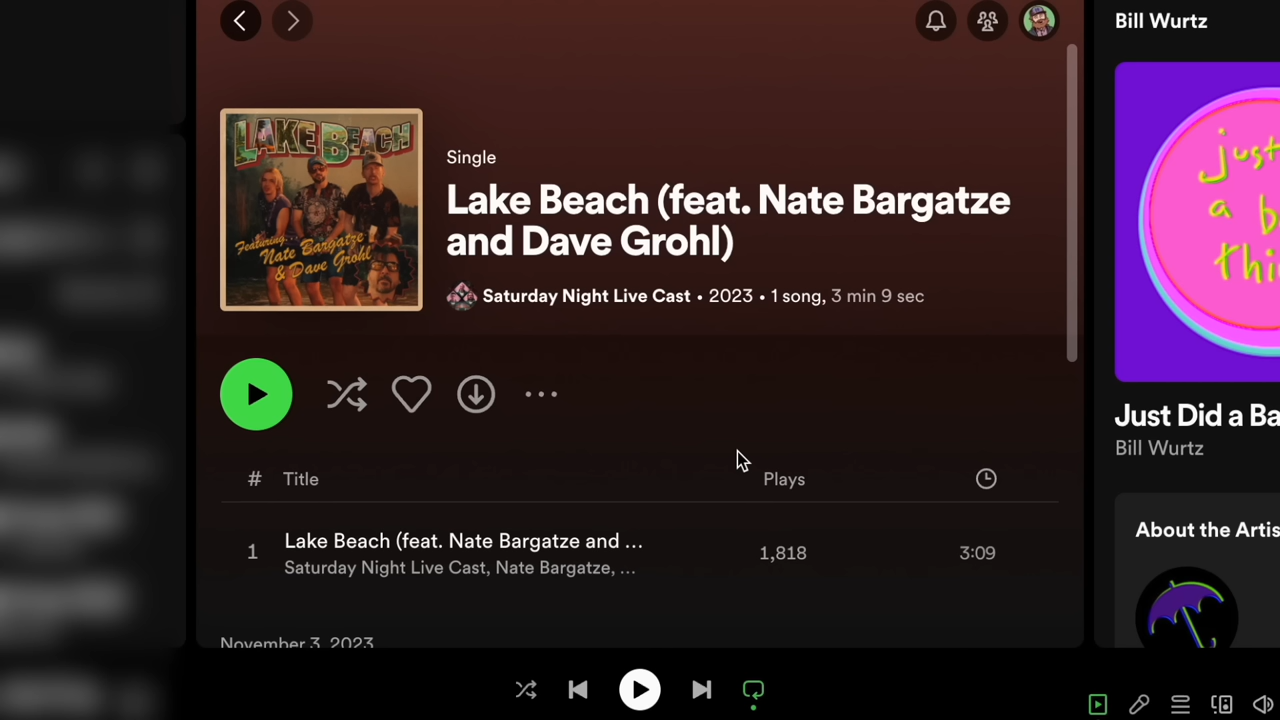 Bill Wurtz
LAKE BEACH
Featuring...
Nate Bargatze
& Dave Grohl
Single
Lake Beach (feat. Nate Bargatze
and Dave Grohl)
Saturday Night Live Cast • 2023 • 1 song, 3 min 9 sec
just
a b
thi
Just Did a Ba
Bill Wurtz
# Title Plays
1 Lake Beach (feat. Nate Bargatze and ... 1,818 3:09
Saturday Night Live Cast, Nate Bargatze, ...
About the Artis
November 3, 2023